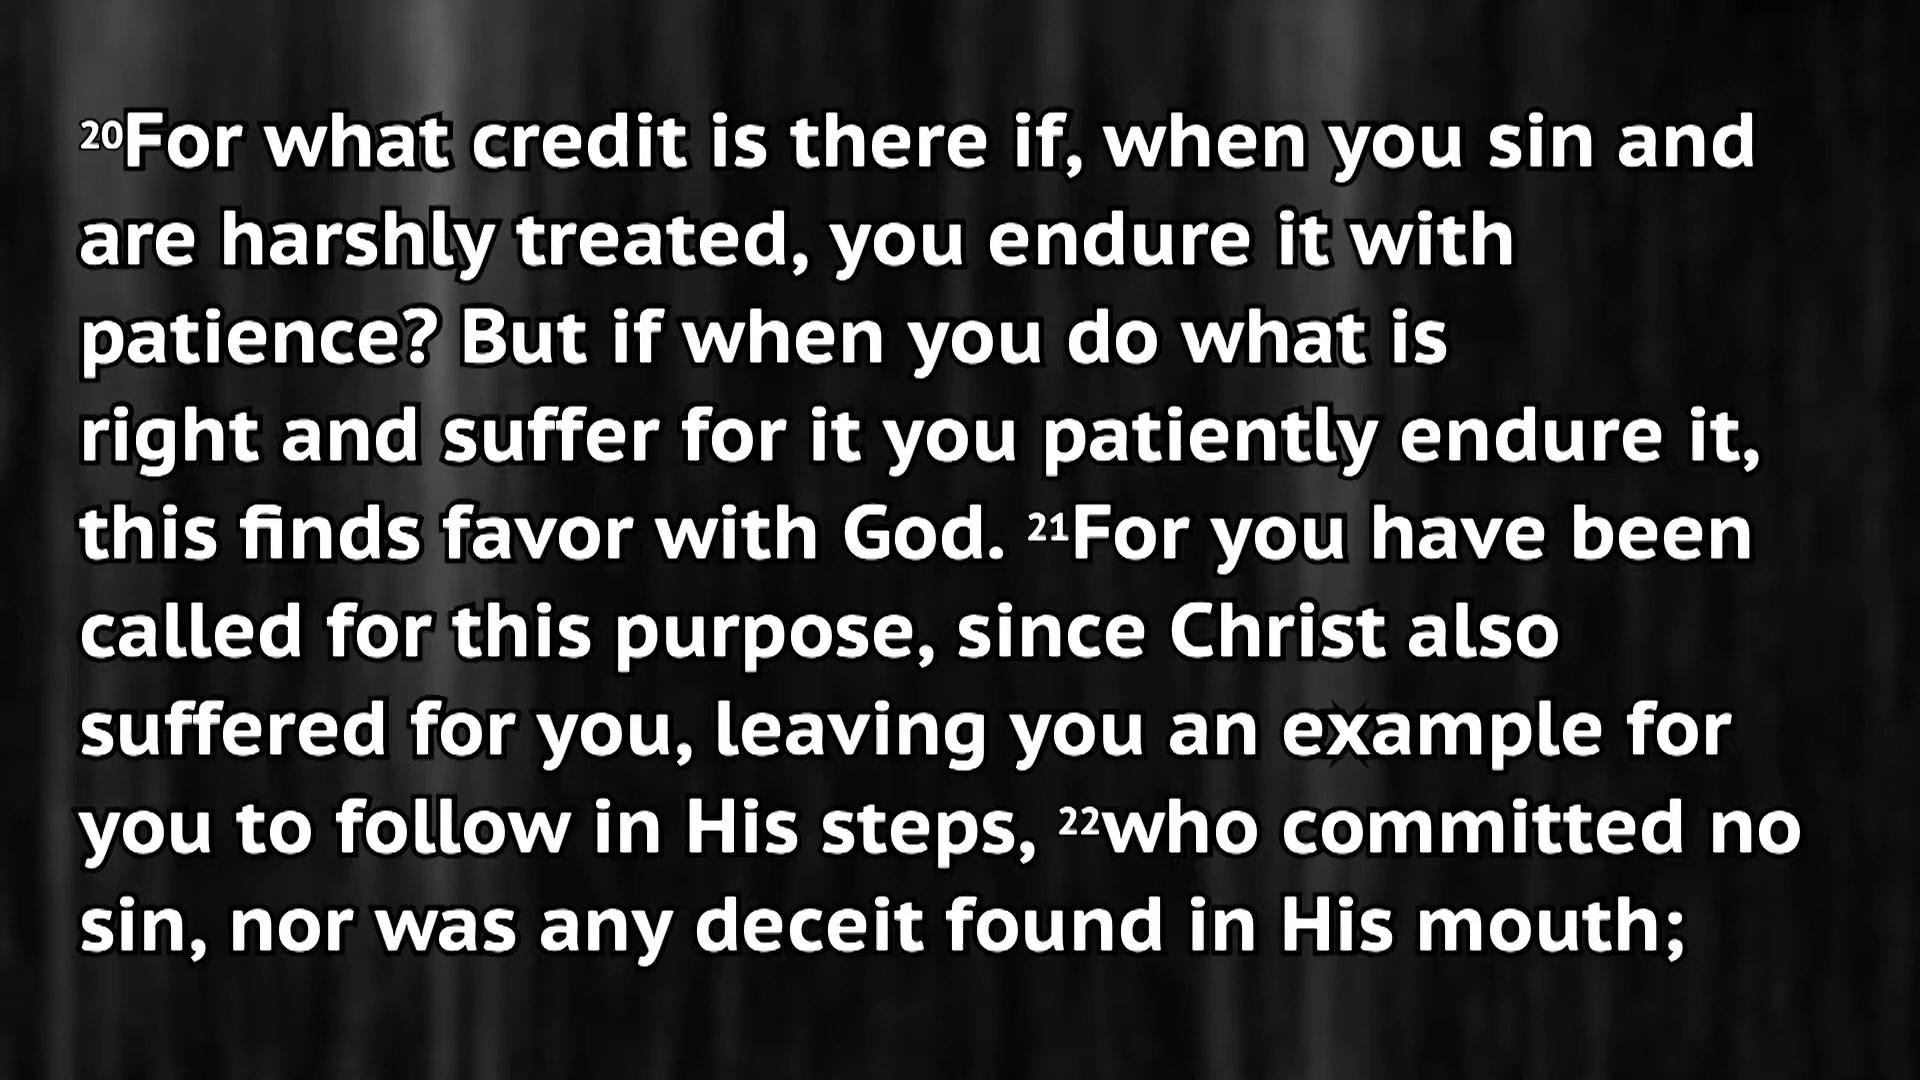 20For what credit is there if, when you sin and
are harshly treated, you endure it with
patience? But if when you do what is
right and suffer for it you patiently endure it,
this finds favor with God. 21For you have been
called for this purpose, since Christ also
suffered for you, leaving you an example for
you to follow in His steps, 22who committed no
sin, nor was any deceit found in His mouth;